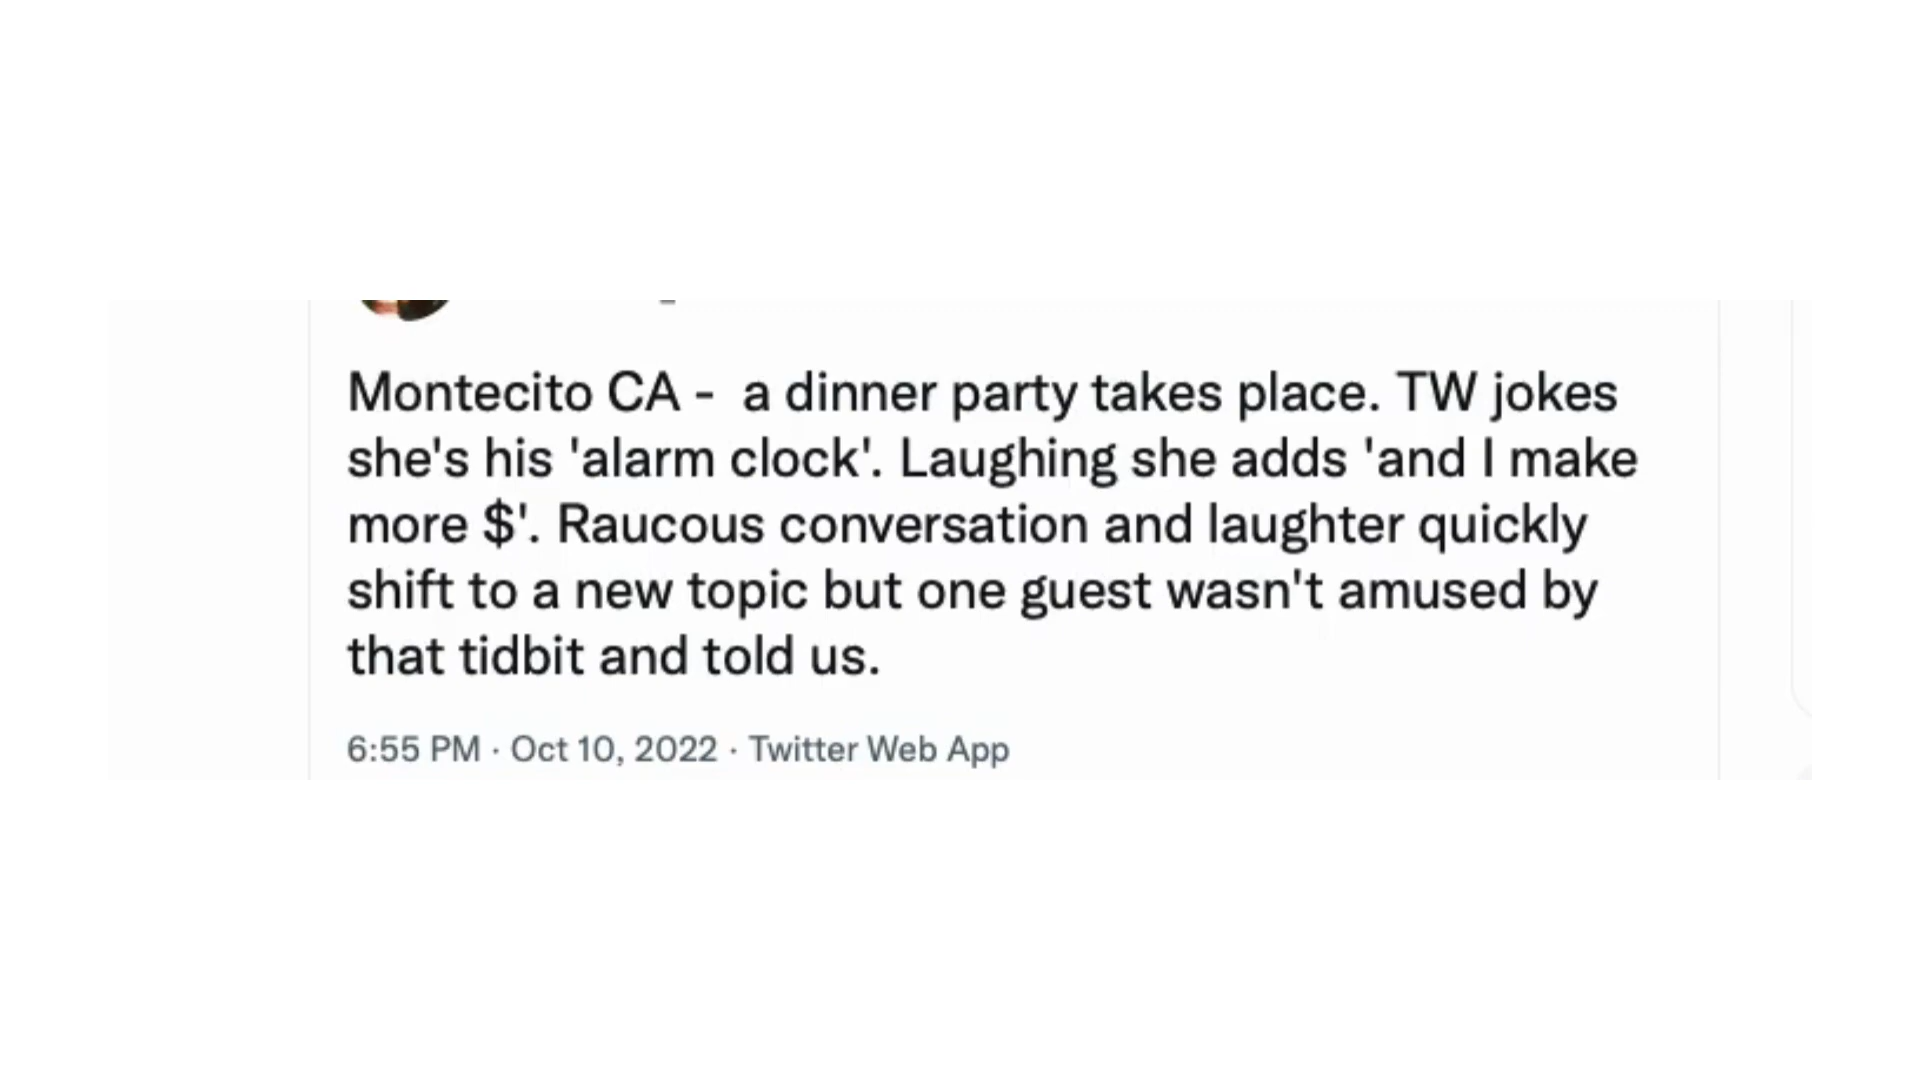 Montecito CA -  a dinner party takes place. TW jokes
she's his 'alarm clock'. Laughing she adds 'and I make
more $'. Raucous conversation and laughter quickly
shift to a new topic but one guest wasn't amused by
that tidbit and told us.
6:55 PM · Oct 10, 2022 · Twitter Web App